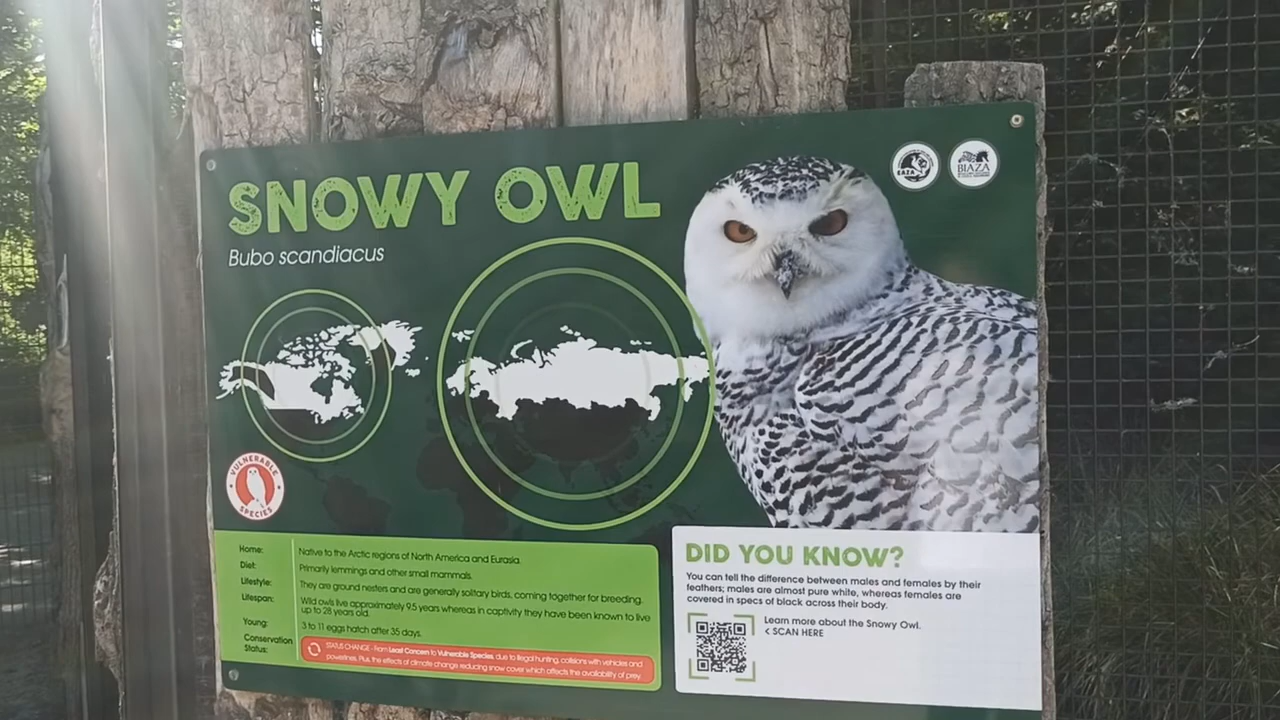 SNOWY OWL
Bubo scandiacus
EAZA
BIAZA
VULNERABLE
SPECIES
Home: Native to the Arctic regions of North America and Eurasia.
Diet: Primarily lemmings and other small mammals.
Lifestyle: They are ground nesters and are generally solitary birds, coming together for breeding.
Lifespan: Wild owls live approximately 9.5 years whereas in captivity they have been known to live
up to 28 years old.
Young: 3 to 11 eggs hatch after 35 days.
Conservation
Status:
STATUS CHANGE - From Least Concern to Vulnerable Species, due to illegal hunting, collisions with vehicles and
powerlines. Plus, the effects of climate change reducing snow cover which affects the availability of prey.
DID YOU KNOW?
You can tell the difference between males and females by their
feathers; males are almost pure white, whereas females are
covered in specs of black across their body.
Learn more about the Snowy Owl.
< SCAN HERE